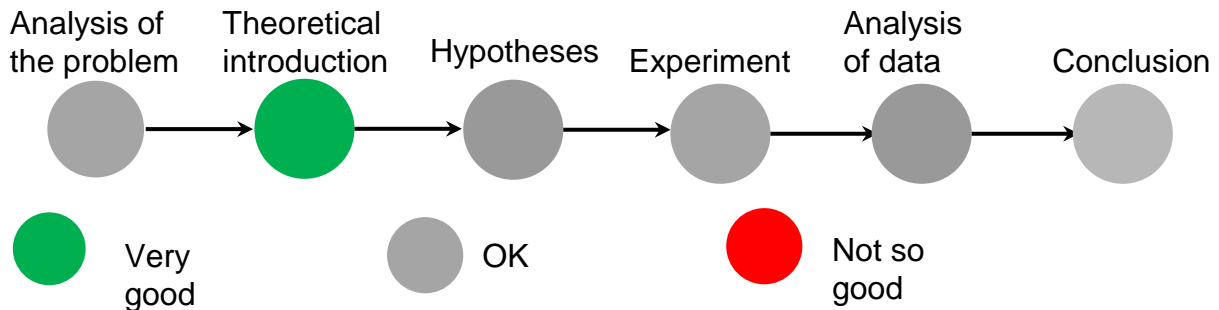 Analysis of
the problem
Theoretical
introduction
Hypotheses
Experiment
Analysis
of data
Conclusion
Very
good
OK
Not so
good